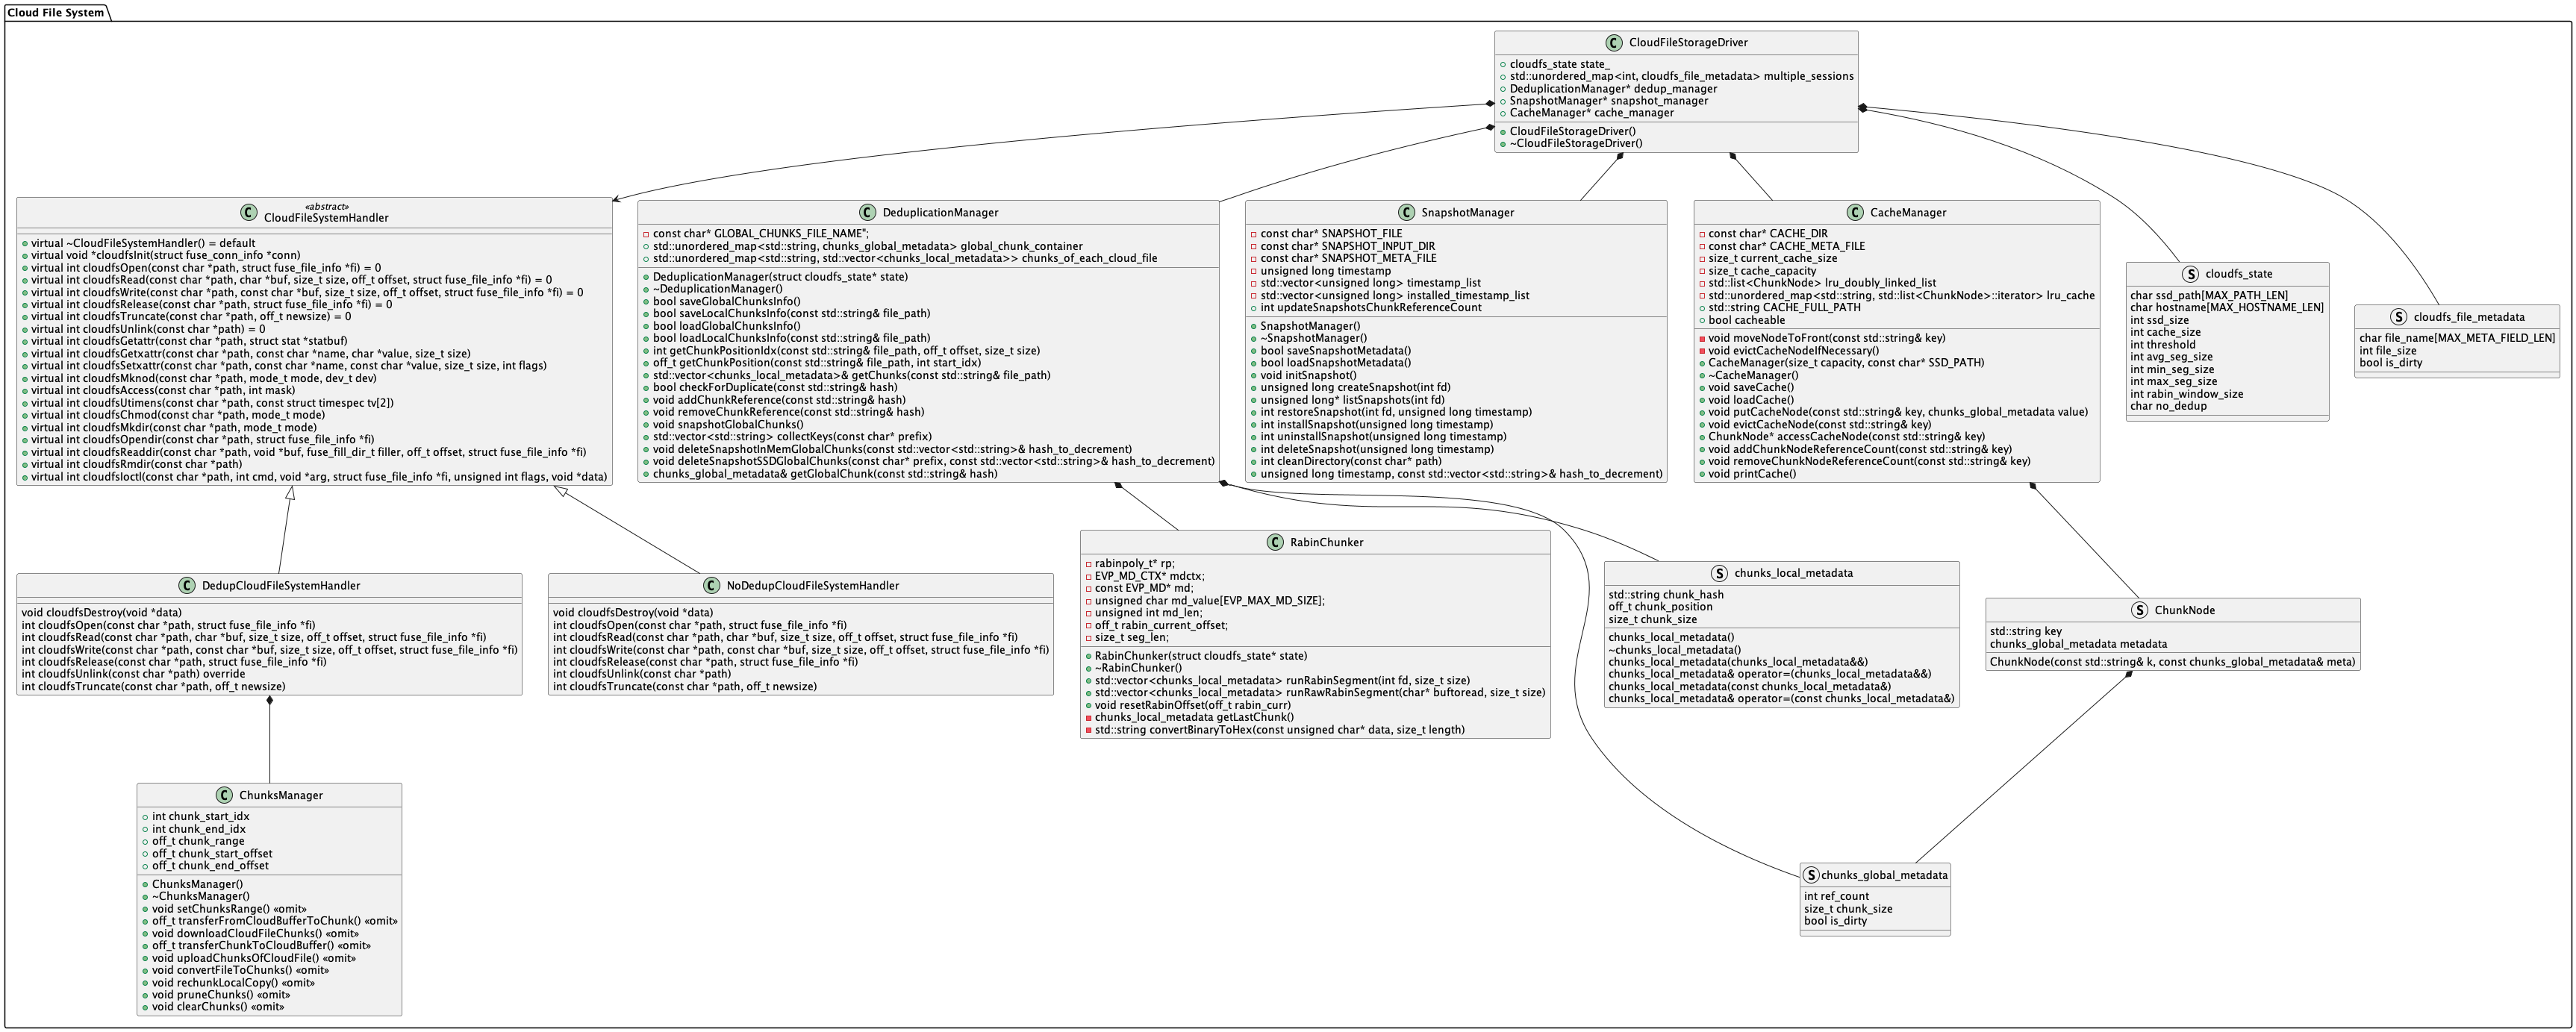 Cloud File System
C CloudFileStorageDriver
cloudfs_state state_
std::unordered_map<int, cloudfs_file_metadata> multiple_sessions
DeduplicationManager* dedup_manager
SnapshotManager* snapshot_manager
CacheManager* cache_manager
CloudFileStorageDriver()
~CloudFileStorageDriver()
«abstract»
C CloudFileSystemHandler
virtual ~CloudFileSystemHandler() = default
virtual void *cloudfsInit(struct fuse_conn_info *conn)
virtual int cloudfsOpen(const char *path, struct fuse_file_info *fi) = 0
virtual int cloudfsRead(const char *path, char *buf, size_t size, off_t offset, struct fuse_file_info *fi) = 0
virtual int cloudfsWrite(const char *path, const char *buf, size_t size, off_t offset, struct fuse_file_info *fi) = 0
virtual int cloudfsRelease(const char *path, struct fuse_file_info *fi) = 0
virtual int cloudfsTruncate(const char *path, off_t newsize) = 0
virtual int cloudfsUnlink(const char *path) = 0
virtual int cloudfsGetattr(const char *path, struct stat *statbuf)
virtual int cloudfsGetxattr(const char *path, const char *name, char *value, size_t size)
virtual int cloudfsSetxattr(const char *path, const char *name, const char *value, size_t size, int flags)
virtual int cloudfsMknod(const char *path, mode_t mode, dev_t dev)
virtual int cloudfsAccess(const char *path, int mask)
virtual int cloudfsUtimens(const char *path, const struct timespec tv[2])
virtual int cloudfsChmod(const char *path, mode_t mode)
virtual int cloudfsMkdir(const char *path, mode_t mode)
virtual int cloudfsOpendir(const char *path, struct fuse_file_info *fi)
virtual int cloudfsReaddir(const char *path, void *buf, fuse_fill_dir_t filler, off_t offset, struct fuse_file_info *fi)
virtual int cloudfsRmdir(const char *path)
virtual int cloudfsIoctl(const char *path, int cmd, void *arg, struct fuse_file_info *fi, unsigned int flags, void *data)
C DeduplicationManager
const char* GLOBAL_CHUNKS_FILE_NAME";
std::unordered_map<std::string, chunks_global_metadata> global_chunk_container
std::unordered_map<std::string, std::vector<chunks_local_metadata>> chunks_of_each_cloud_file
DeduplicationManager(struct cloudfs_state* state)
~DeduplicationManager()
bool saveGlobalChunksInfo()
bool saveLocalChunksInfo(const std::string& file_path)
bool loadGlobalChunksInfo()
bool loadLocalChunksInfo(const std::string& file_path)
int getChunkPositionIdx(const std::string& file_path, off_t offset, size_t size)
off_t getChunkPosition(const std::string& file_path, int start_idx)
std::vector<chunks_local_metadata>& getChunks(const std::string& file_path)
bool checkForDuplicate(const std::string& hash)
void addChunkReference(const std::string& hash)
void removeChunkReference(const std::string& hash)
void snapshotGlobalChunks()
std::vector<std::string> collectKeys(const char* prefix)
void deleteSnapshotInMemGlobalChunks(const std::vector<std::string>& hash_to_decrement)
void deleteSnapshotSSDGlobalChunks(const char* prefix, const std::vector<std::string>& hash_to_decrement)
chunks_global_metadata& getGlobalChunk(const std::string& hash)
C SnapshotManager
const char* SNAPSHOT_FILE
const char* SNAPSHOT_INPUT_DIR
const char* SNAPSHOT_META_FILE
unsigned long timestamp
std::vector<unsigned long> timestamp_list
std::vector<unsigned long> installed_timestamp_list
int updateSnapshotsChunkReferenceCount
SnapshotManager()
~SnapshotManager()
bool saveSnapshotMetadata()
bool loadSnapshotMetadata()
void initSnapshot()
unsigned long createSnapshot(int fd)
unsigned long* listSnapshots(int fd)
int restoreSnapshot(int fd, unsigned long timestamp)
int installSnapshot(unsigned long timestamp)
int uninstallSnapshot(unsigned long timestamp)
int deleteSnapshot(unsigned long timestamp)
int cleanDirectory(const char* path)
unsigned long timestamp, const std::vector<std::string>& hash_to_decrement)
C CacheManager
const char* CACHE_DIR
const char* CACHE_META_FILE
size_t current_cache_size
size_t cache_capacity
std::list<ChunkNode> lru_doubly_linked_list
std::unordered_map<std::string, std::list<ChunkNode>::iterator> lru_cache
std::string CACHE_FULL_PATH
bool cacheable
void moveNodeToFront(const std::string& key)
void evictCacheNodeIfNecessary()
CacheManager(size_t capacity, const char* SSD_PATH)
~CacheManager()
void saveCache()
void loadCache()
void putCacheNode(const std::string& key, chunks_global_metadata value)
void evictCacheNode(const std::string& key)
ChunkNode* accessCacheNode(const std::string& key)
void addChunkNodeReferenceCount(const std::string& key)
void removeChunkNodeReferenceCount(const std::string& key)
void printCache()
S cloudfs_state
char ssd_path[MAX_PATH_LEN]
char hostname[MAX_HOSTNAME_LEN]
int ssd_size
int cache_size
int threshold
int avg_seg_size
int min_seg_size
int max_seg_size
int rabin_window_size
char no_dedup
S cloudfs_file_metadata
char file_name[MAX_META_FIELD_LEN]
int file_size
bool is_dirty
C DedupCloudFileSystemHandler
void cloudfsDestroy(void *data)
int cloudfsOpen(const char *path, struct fuse_file_info *fi)
int cloudfsRead(const char *path, char *buf, size_t size, off_t offset, struct fuse_file_info *fi)
int cloudfsWrite(const char *path, const char *buf, size_t size, off_t offset, struct fuse_file_info *fi)
int cloudfsRelease(const char *path, struct fuse_file_info *fi)
int cloudfsUnlink(const char *path) override
int cloudfsTruncate(const char *path, off_t newsize)
C NoDedupCloudFileSystemHandler
void cloudfsDestroy(void *data)
int cloudfsOpen(const char *path, struct fuse_file_info *fi)
int cloudfsRead(const char *path, char *buf, size_t size, off_t offset, struct fuse_file_info *fi)
int cloudfsWrite(const char *path, const char *buf, size_t size, off_t offset, struct fuse_file_info *fi)
int cloudfsRelease(const char *path, struct fuse_file_info *fi)
int cloudfsUnlink(const char *path)
int cloudfsTruncate(const char *path, off_t newsize)
C RabinChunker
rabinpoly_t* rp;
EVP_MD_CTX* mdctx;
const EVP_MD* md;
unsigned char md_value[EVP_MAX_MD_SIZE];
unsigned int md_len;
off_t rabin_current_offset;
size_t seg_len;
RabinChunker(struct cloudfs_state* state)
~RabinChunker()
std::vector<chunks_local_metadata> runRabinSegment(int fd, size_t size)
std::vector<chunks_local_metadata> runRawRabinSegment(char* buftoread, size_t size)
void resetRabinOffset(off_t rabin_curr)
chunks_local_metadata getLastChunk()
std::string convertBinaryToHex(const unsigned char* data, size_t length)
S chunks_local_metadata
std::string chunk_hash
off_t chunk_position
size_t chunk_size
chunks_local_metadata()
~chunks_local_metadata()
chunks_local_metadata(chunks_local_metadata&&)
chunks_local_metadata& operator=(chunks_local_metadata&&)
chunks_local_metadata(const chunks_local_metadata&)
chunks_local_metadata& operator=(const chunks_local_metadata&)
S ChunkNode
std::string key
chunks_global_metadata metadata
ChunkNode(const std::string& k, const chunks_global_metadata& meta)
C ChunksManager
int chunk_start_idx
int chunk_end_idx
off_t chunk_range
off_t chunk_start_offset
off_t chunk_end_offset
ChunksManager()
~ChunksManager()
void setChunksRange() «omit»
off_t transferFromCloudBufferToChunk() «omit»
void downloadCloudFileChunks() «omit»
off_t transferChunkToCloudBuffer() «omit»
void uploadChunksOfCloudFile() «omit»
void convertFileToChunks() «omit»
void rechunkLocalCopy() «omit»
void pruneChunks() «omit»
void clearChunks() «omit»
S chunks_global_metadata
int ref_count
size_t chunk_size
bool is_dirty